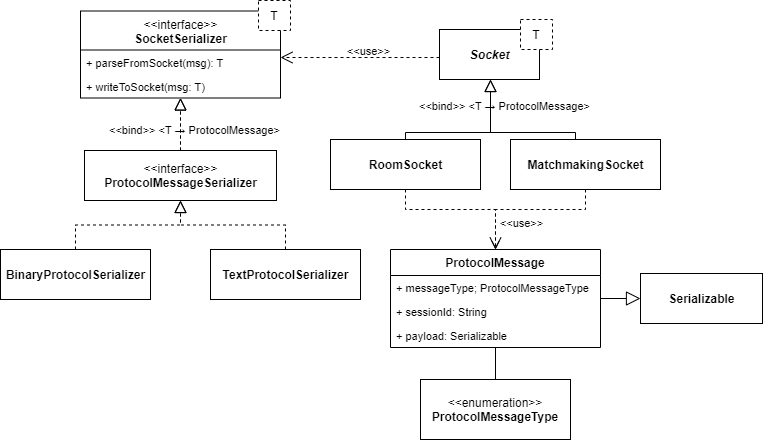 <<interface>>
SocketSerializer
T
+ parseFromSocket(msg): T
+ writeToSocket(msg: T)
<<use>>
Socket
T
<<bind>> <T → ProtocolMessage>
<<bind>> <T → ProtocolMessage>
<<interface>>
ProtocolMessageSerializer
RoomSocket
MatchmakingSocket
<<use>>
BinaryProtocolSerializer
TextProtocolSerializer
ProtocolMessage
+ messageType; ProtocolMessageType
+ sessionId: String
+ payload: Serializable
Serializable
<<enumeration>>
ProtocolMessageType